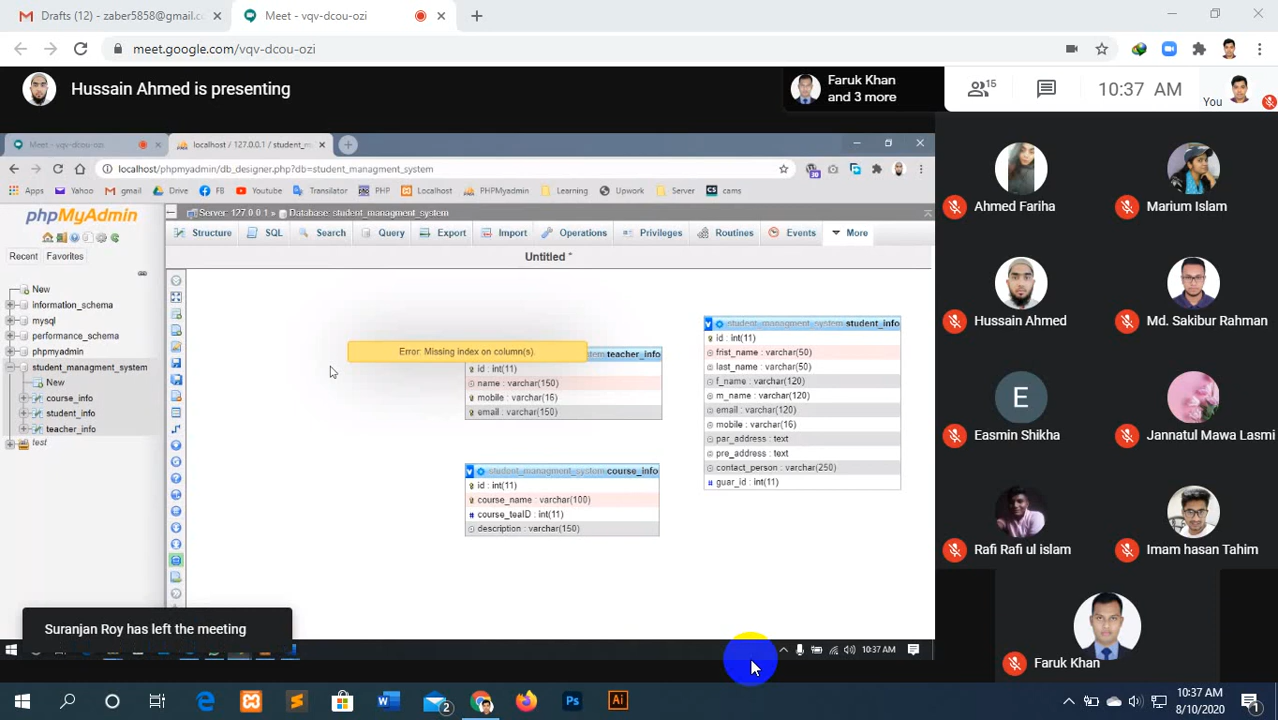 Drafts (12) - zaber5858@gmail.c
Meet - vqv-dcou-ozi
meet.google.com/vqv-dcou-ozi
Hussain Ahmed is presenting
Faruk Khan
and 3 more
15
10:37 AM
You
Meet - vqv-dcou-ozi
localhost / 127.0.0.1 / student_m
localhost/phpmyadmin/db_designer.php?db=student_managment_system
Apps Yahoo gmail Drive FB Youtube Translator PHP Localhost PHPMyadmin Learning Upwork Server cams
phpMyAdmin
Server: 127.0.0.1 » Database: student_managment_system
Structure SQL Search Query Export Import Operations Privileges Routines Events More
Recent Favorites
Untitled *
New
information_schema
mysql
performance_schema
phpmyadmin
student_managment_system
New
course_info
student_info
teacher_info
test
Error: Missing index on column(s).
tem.teacher_info
id : int(11)
name : varchar(150)
mobile : varchar(16)
email : varchar(150)
student_managment_system.course_info
id : int(11)
course_name : varchar(100)
course_teaID : int(11)
description : varchar(150)
student_managment_system.student_info
id : int(11)
frist_name : varchar(50)
last_name : varchar(50)
f_name : varchar(120)
m_name : varchar(120)
email : varchar(120)
mobile : varchar(16)
par_address : text
pre_address : text
contact_person : varchar(250)
guar_id : int(11)
Ahmed Fariha
Marium Islam
Hussain Ahmed
Md. Sakibur Rahman
E
Easmin Shikha
Jannatul Mawa Lasmi
Rafi Rafi ul islam
Imam hasan Tahim
Faruk Khan
Suranjan Roy has left the meeting
10:37 AM
2
10:37 AM
8/10/2020
1